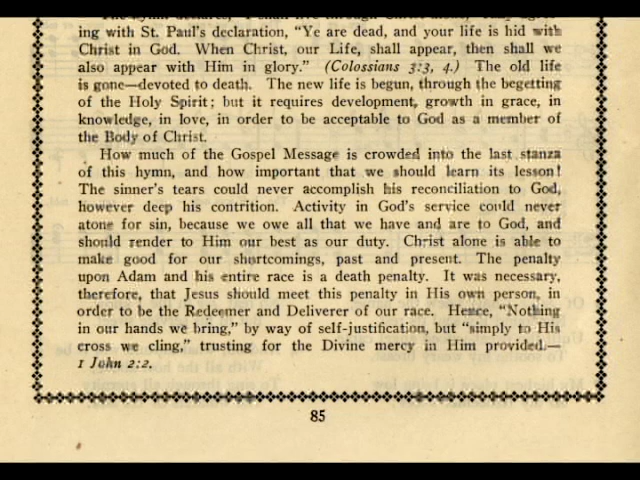 ing with St. Paul's declaration, "Ye are dead, and your life is hid with
Christ in God. When Christ, our Life, shall appear, then shall we
also appear with Him in glory." (Colossians 3:3, 4.) The old life
is gone—devoted to death. The new life is begun, through the begetting
of the Holy Spirit; but it requires development, growth in grace, in
knowledge, in love, in order to be acceptable to God as a member of
the Body of Christ.
How much of the Gospel Message is crowded into the last stanza
of this hymn, and how important that we should learn its lesson!
The sinner's tears could never accomplish his reconciliation to God,
however deep his contrition. Activity in God's service could never
atone for sin, because we owe all that we have and are to God, and
should render to Him our best as our duty. Christ alone is able to
make good for our shortcomings, past and present. The penalty
upon Adam and his entire race is a death penalty. It was necessary,
therefore, that Jesus should meet this penalty in His own person, in
order to be the Redeemer and Deliverer of our race. Hence, "Nothing
in our hands we bring," by way of self-justification, but "simply to His
cross we cling," trusting for the Divine mercy in Him provided.—
1 John 2:2.
85